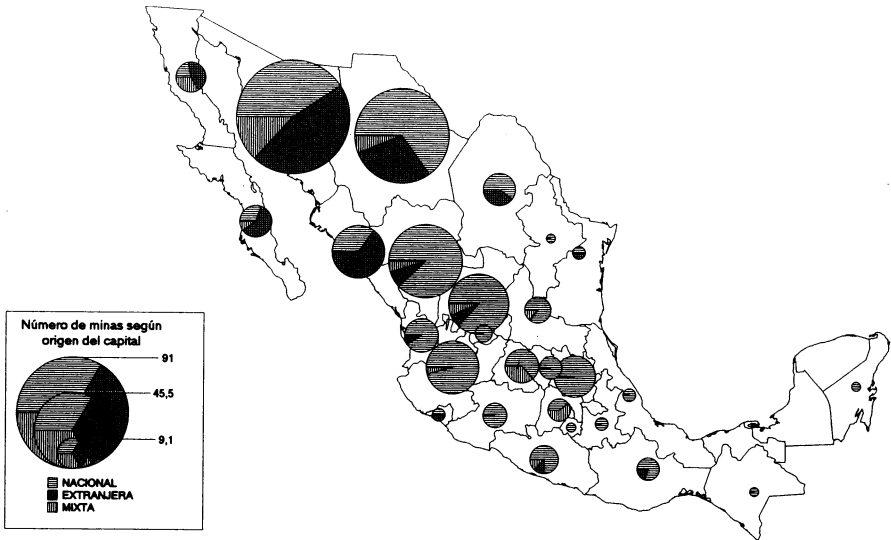 Número de minas según
origen del capital
91
45,5
9,1
NACIONAL
EXTRANJERA
MIXTA